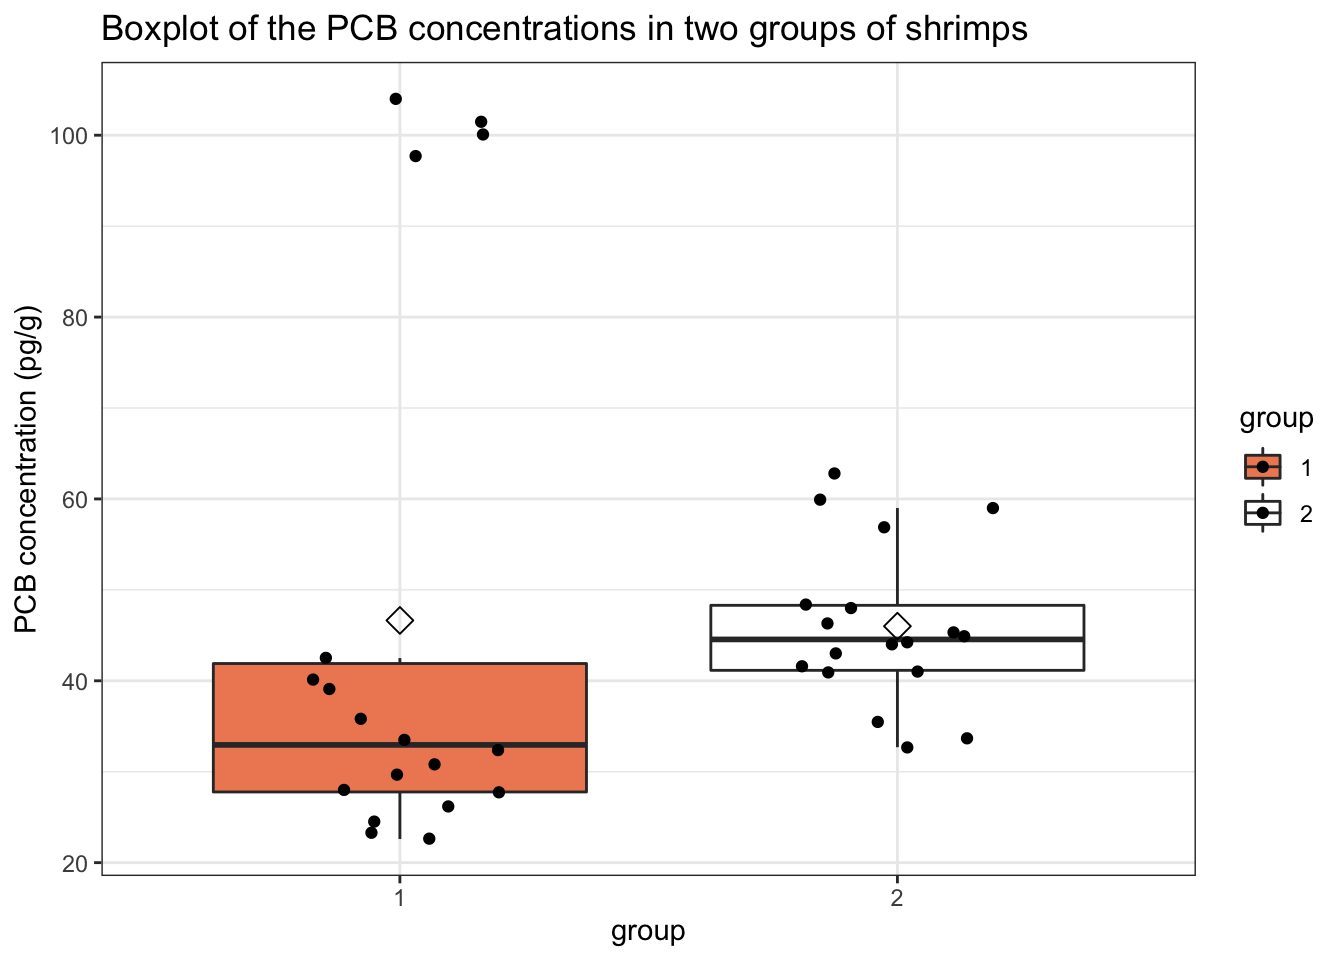 Boxplot of the PCB concentrations in two groups of shrimps
PCB concentration (pg/g)
100
80
60
40
20
1
2
group
group
1
2